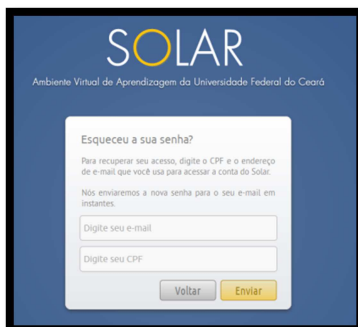 SOLAR
Ambiente Virtual de Aprendizagem da Universidade Federal do Ceará
Esqueceu a sua senha?
Para recuperar seu acesso, digite o CPF e o endereço
de e-mail que você usa para acessar a conta do Solar.
Nós enviaremos a nova senha para o seu e-mail em
instantes.
Digite seu e-mail
Digite seu CPF
Voltar Enviar